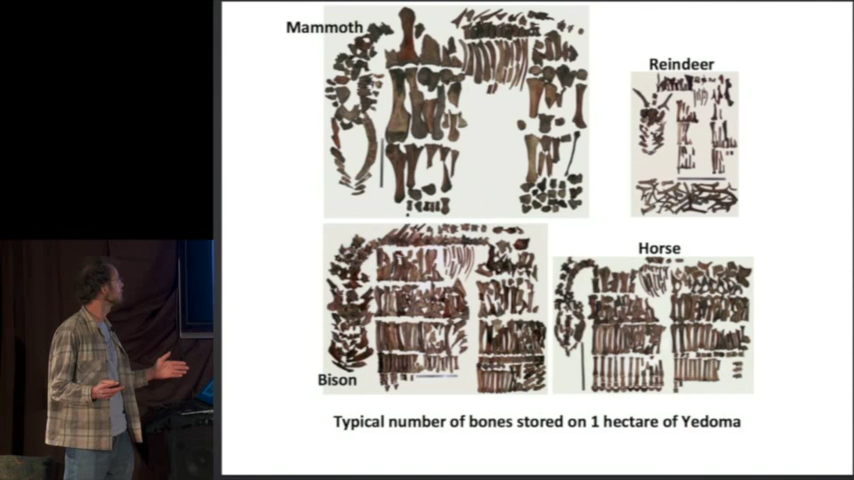 Mammoth
Reindeer
Horse
Bison
Typical number of bones stored on 1 hectare of Yedoma